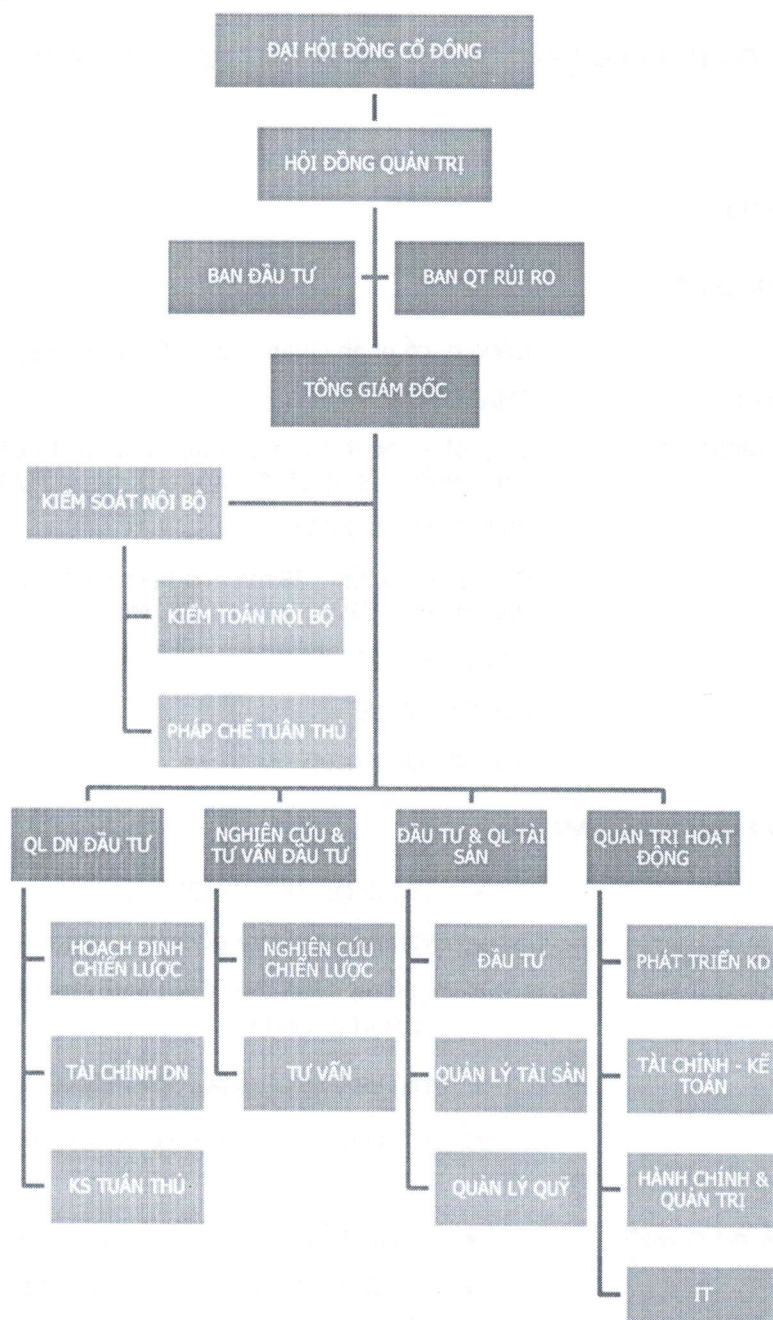 ĐẠI HỘI ĐỒNG CỔ ĐÔNG
HỘI ĐỒNG QUẢN TRỊ
BAN ĐẦU TƯ
BAN QT RỦI RO
TỔNG GIÁM ĐỐC
KIỂM SOÁT NỘI BỘ
KIỂM TOÁN NỘI BỘ
PHÁP CHẾ TUÂN THỦ
QL DN ĐẦU TƯ
HOẠCH ĐỊNH
CHIẾN LƯỢC
TÀI CHÍNH DN
KS TUÂN THỦ
NGHIÊN CỨU &
TƯ VẤN ĐẦU TƯ
NGHIÊN CỨU
CHIẾN LƯỢC
TƯ VẤN
ĐẦU TƯ & QL TÀI
SẢN
ĐẦU TƯ
QUẢN LÝ TÀI SẢN
QUẢN LÝ QUỸ
QUẢN TRỊ HOẠT
ĐỘNG
PHÁT TRIỂN KD
TÀI CHÍNH - KẾ
TOÁN
HÀNH CHÍNH &
QUẢN TRỊ
IT